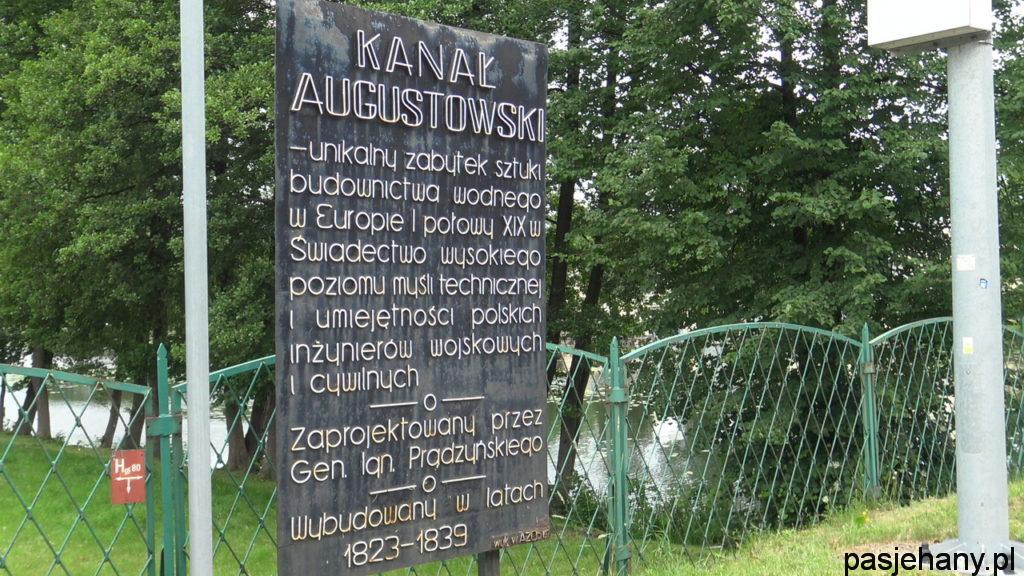 KANAŁ
AUGUSTOWSKI
–unikalny zabytek sztuki
budownictwa wodnego
w Europie I połowy XIX w
Świadectwo wysokiego
poziomu myśli technicznej
i umiejętności polskich
inżynierów wojskowych
i cywilnych
Zaprojektowany przez
Gen. Ign. Prądzyńskiego
Wybudowany w latach
1823–1839
H 80
pasjehany.pl